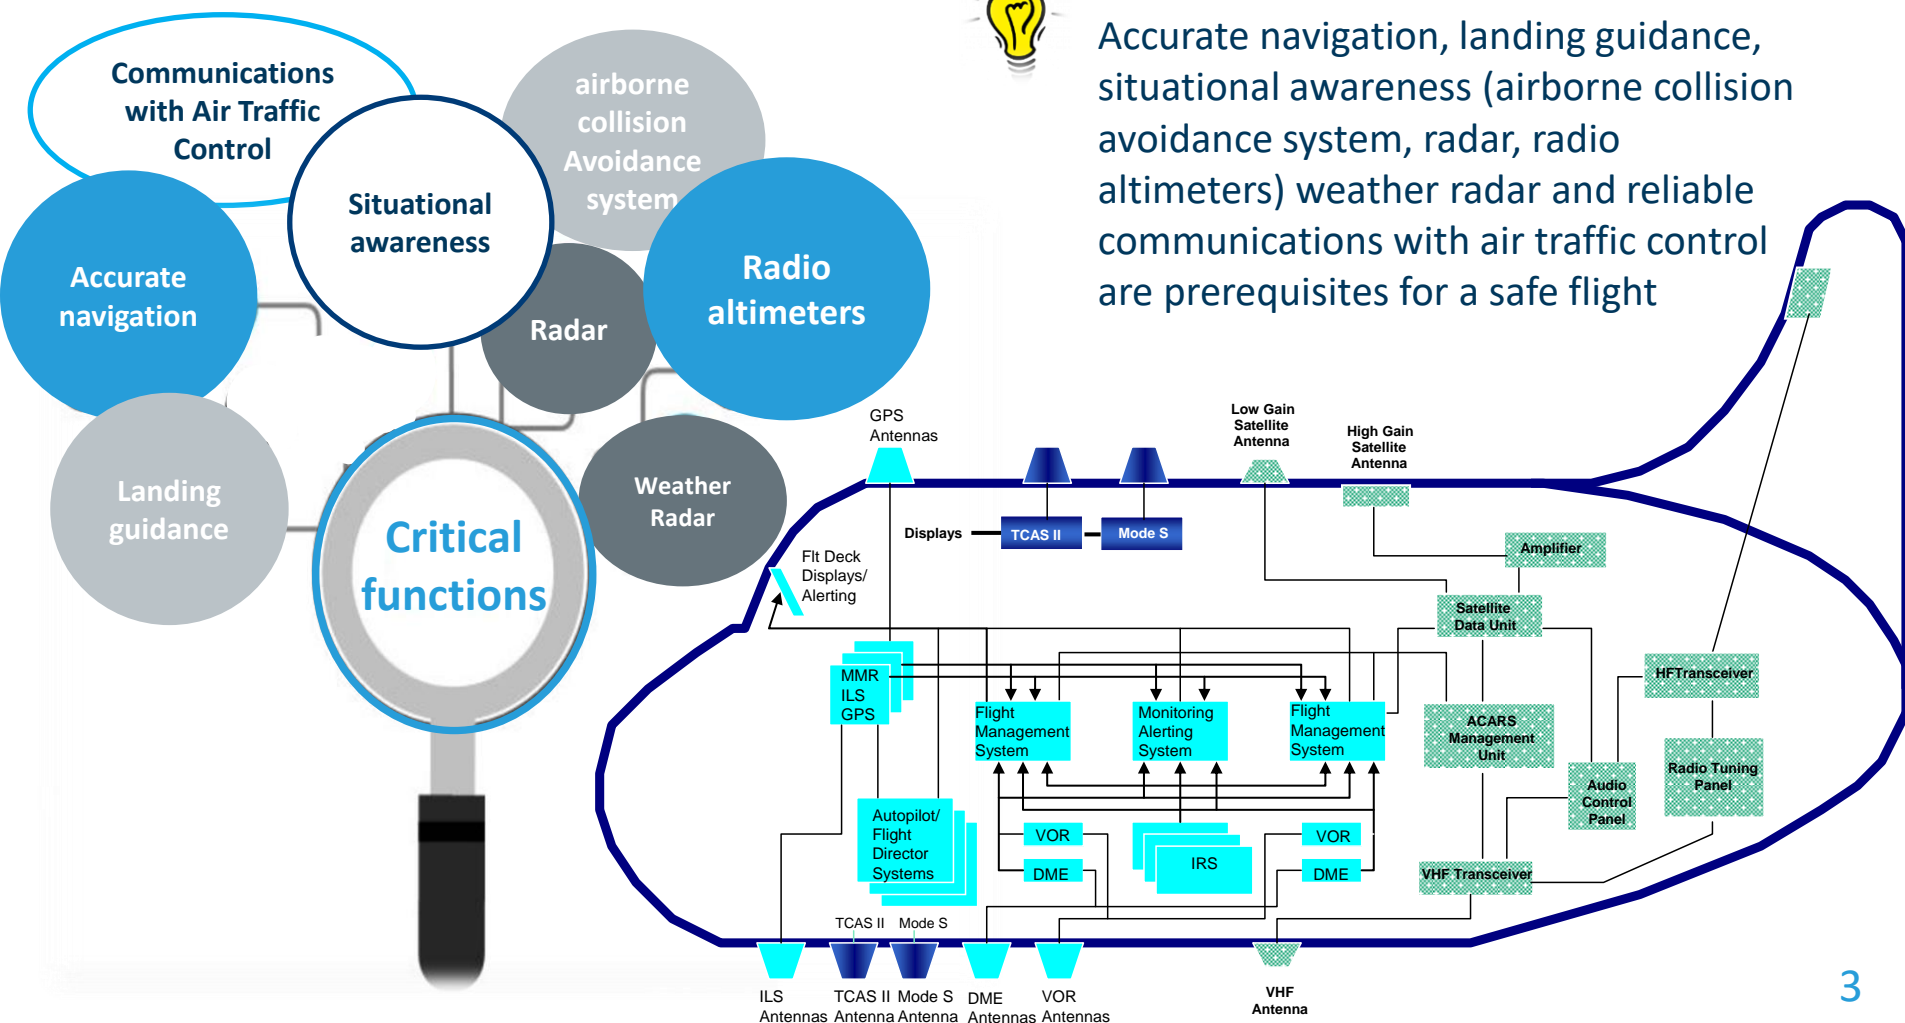 Communications
with Air Traffic
Control
airborne
collision
Avoidance
system
Situational
awareness
Accurate
navigation
Radar
Radio
altimeters
Landing
guidance
Weather
Radar
Critical
functions
Accurate navigation, landing guidance,
situational awareness (airborne collision
avoidance system, radar, radio
altimeters) weather radar and reliable
communications with air traffic control
are prerequisites for a safe flight
GPS
Antennas
Low Gain
Satellite
Antenna
High Gain
Satellite
Antenna
Displays
TCAS II
Mode S
Amplifier
Flt Deck
Displays/
Alerting
Satellite
Data Unit
MMR
ILS
GPS
Flight
Management
System
Monitoring
Alerting
System
Flight
Management
System
HFTransceiver
ACARS
Management
Unit
Radio Tuning
Panel
Audio
Control
Panel
Autopilot/
Flight
Director
Systems
VOR
DME
IRS
VOR
DME
VHF Transceiver
TCAS II
Mode S
ILS
Antennas
TCAS II
Antenna
Mode S
Antenna
DME
Antennas
VOR
Antennas
VHF
Antenna
3